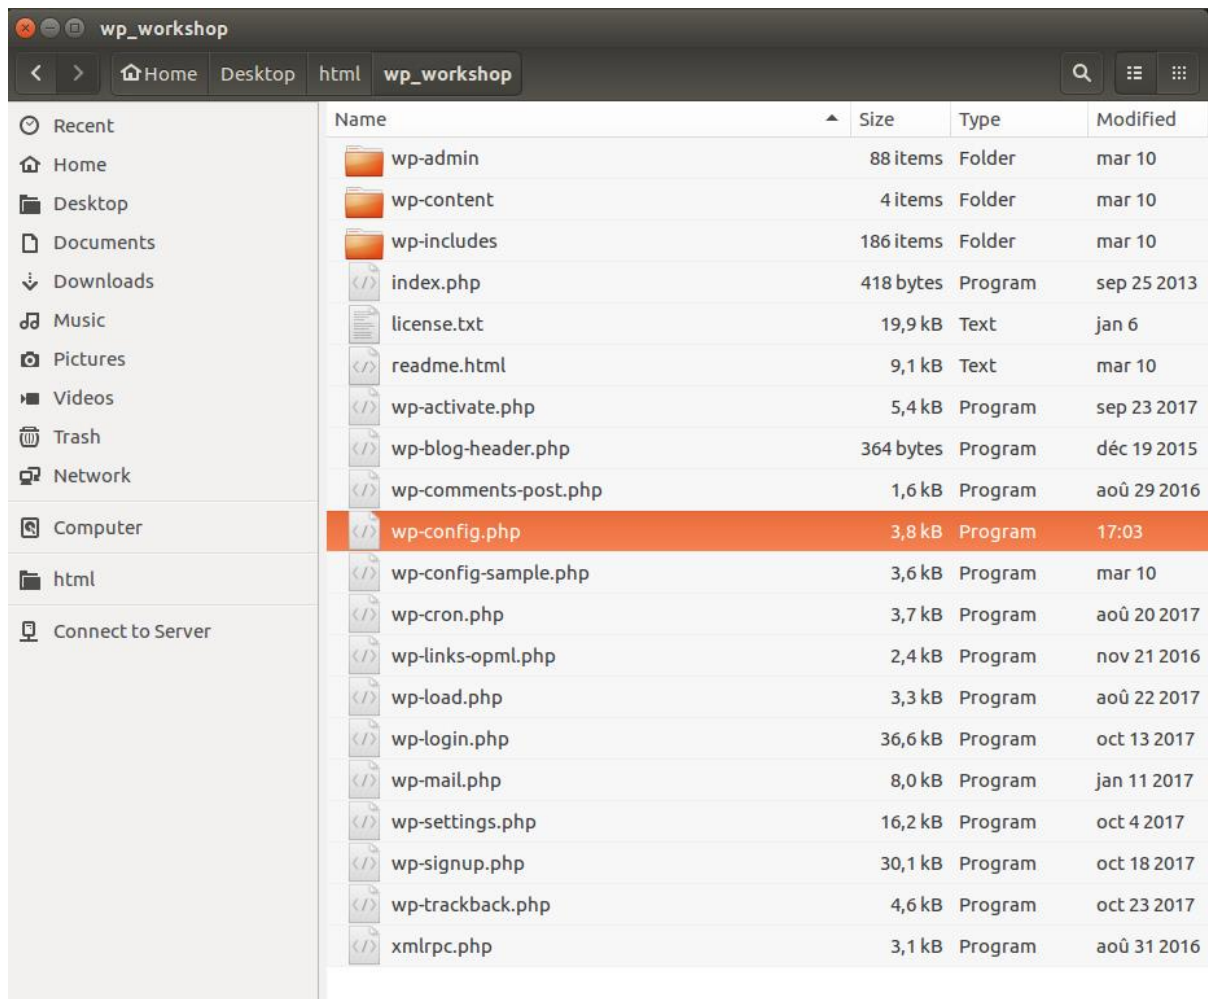 wp_workshop
Home Desktop html wp_workshop
Recent
Home
Desktop
Documents
Downloads
Music
Pictures
Videos
Trash
Network
Computer
html
Connect to Server
Name Size Type Modified
wp-admin 88 items Folder mar 10
wp-content 4 items Folder mar 10
wp-includes 186 items Folder mar 10
index.php 418 bytes Program sep 25 2013
license.txt 19,9 kB Text jan 6
readme.html 9,1 kB Text mar 10
wp-activate.php 5,4 kB Program sep 23 2017
wp-blog-header.php 364 bytes Program déc 19 2015
wp-comments-post.php 1,6 kB Program aoû 29 2016
wp-config.php 3,8 kB Program 17:03
wp-config-sample.php 3,6 kB Program mar 10
wp-cron.php 3,7 kB Program aoû 20 2017
wp-links-opml.php 2,4 kB Program nov 21 2016
wp-load.php 3,3 kB Program aoû 22 2017
wp-login.php 36,6 kB Program oct 13 2017
wp-mail.php 8,0 kB Program jan 11 2017
wp-settings.php 16,2 kB Program oct 4 2017
wp-signup.php 30,1 kB Program oct 18 2017
wp-trackback.php 4,6 kB Program oct 23 2017
xmlrpc.php 3,1 kB Program aoû 31 2016